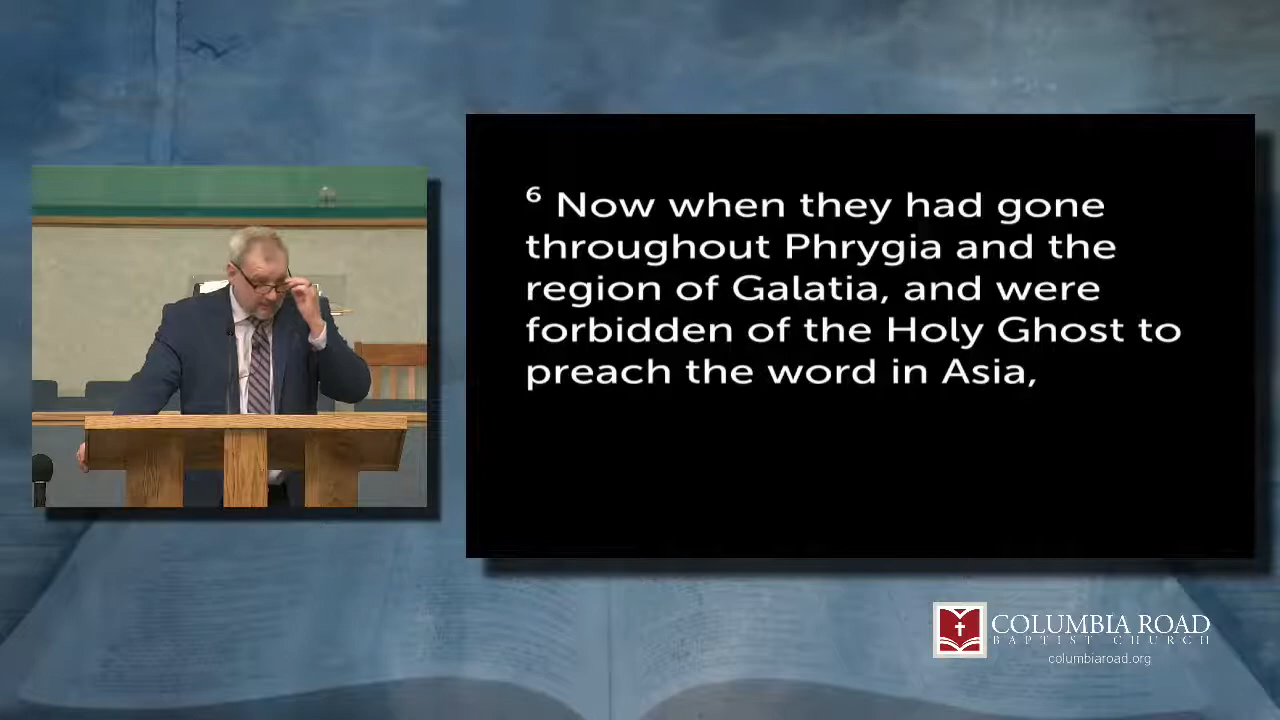 ⁶ Now when they had gone
throughout Phrygia and the
region of Galatia, and were
forbidden of the Holy Ghost to
preach the word in Asia,
COLUMBIA ROAD
BAPTIST CHURCH
columbiaroad.org